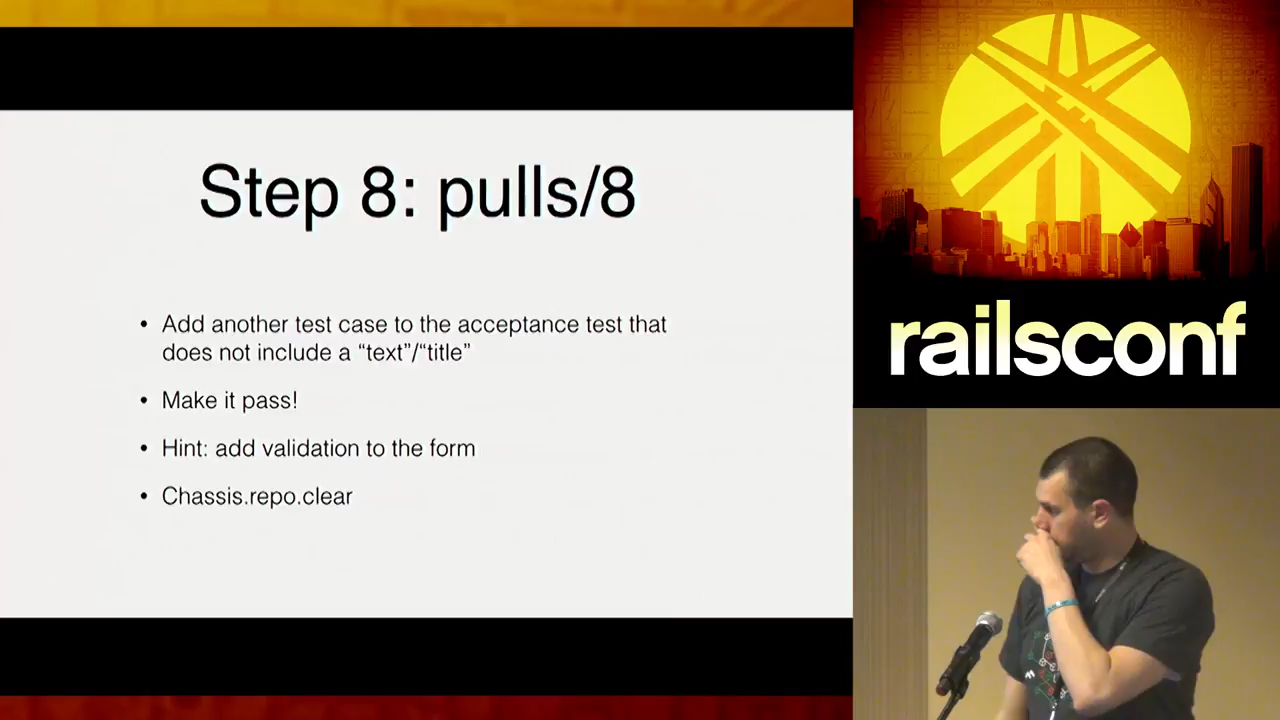 Step 8: pulls/8
• Add another test case to the acceptance test that
does not include a “text”/“title”
• Make it pass!
• Hint: add validation to the form
• Chassis.repo.clear
railsconf